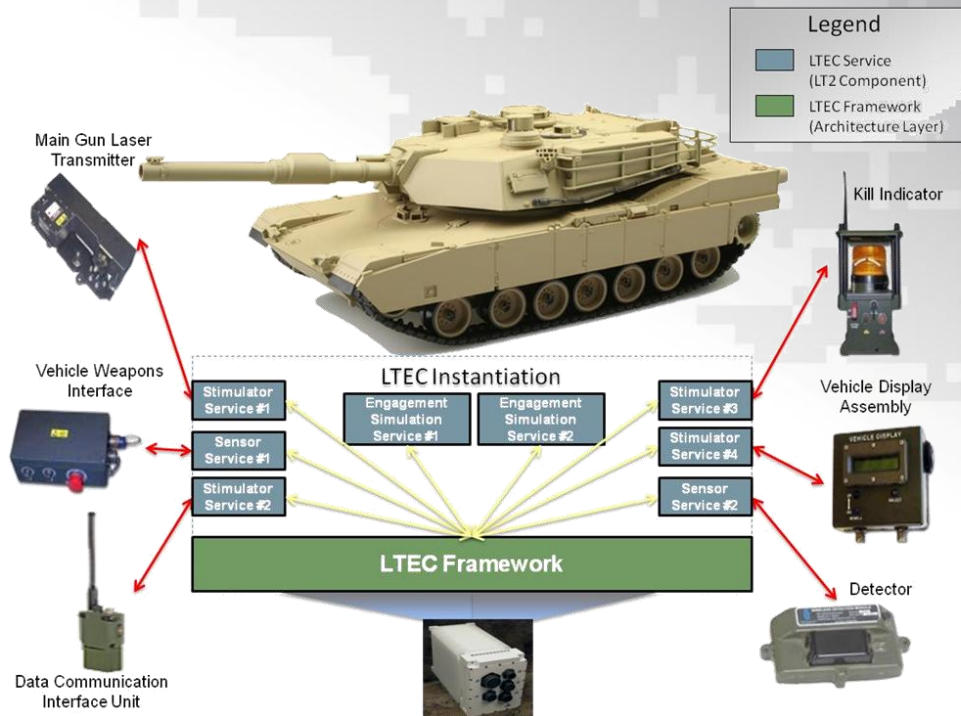 Legend
LTEC Service
(LT2 Component)
LTEC Framework
(Architecture Layer)
Main Gun Laser
Transmitter
Kill Indicator
Vehicle Weapons
Interface
LTEC Instantiation
Vehicle Display
Assembly
Stimulator
Service #1
Engagement
Simulation
Service #1
Engagement
Simulation
Service #2
Stimulator
Service #3
Sensor
Service #1
Stimulator
Service #4
VEHICLE DISPLAY
Stimulator
Service #2
Sensor
Service #2
LTEC Framework
Detector
Data Communication
Interface Unit